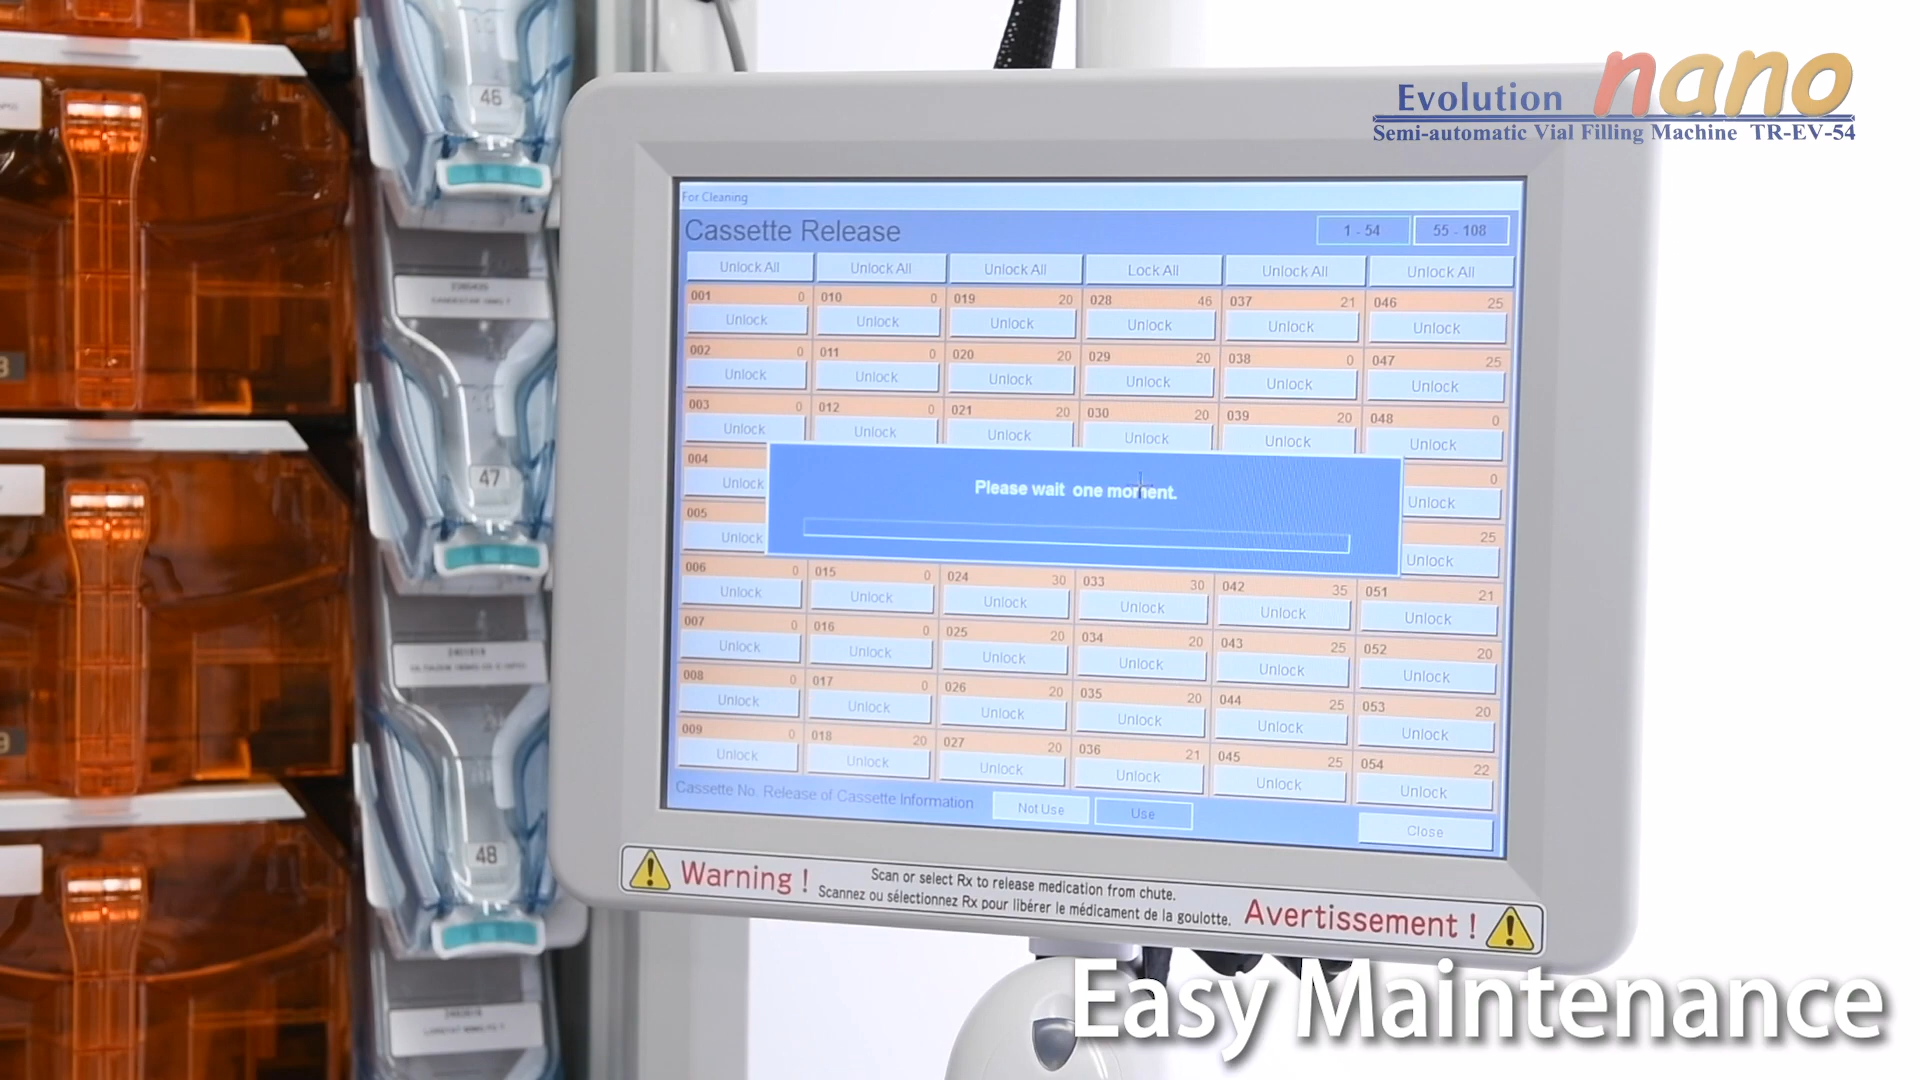 Evolution nano
Semi-automatic Vial Filling Machine TR-EV-54
46
47
48
For Cleaning
Cassette Release
1 - 54
55 - 108
Unlock All Unlock All Unlock All Lock All Unlock All Unlock All
001 0 010 0 019 20 028 46 037 21 046 25
Unlock Unlock Unlock Unlock Unlock Unlock
002 0 011 0 020 20 029 20 038 0 047 25
Unlock Unlock Unlock Unlock Unlock Unlock
003 0 012 0 021 20 030 20 039 20 048 0
Unlock Unlock Unlock Unlock Unlock Unlock
004 0
Unlock Unlock
005 25
Unlock Unlock
Please wait one moment.
006 0 015 0 024 30 033 30 042 35 051 21
Unlock Unlock Unlock Unlock Unlock Unlock
007 0 016 0 025 20 034 20 043 25 052 20
Unlock Unlock Unlock Unlock Unlock Unlock
008 0 017 0 026 20 035 20 044 25 053 20
Unlock Unlock Unlock Unlock Unlock Unlock
009 0 018 20 027 20 036 21 045 25 054 22
Unlock Unlock Unlock Unlock Unlock Unlock
Cassette No, Release of Cassette Information
Not Use
Use
Close
Warning !
Scan or select Rx to release medication from chute.
Scannez ou sélectionnez Rx pour libérer le médicament de la goulotte.
Avertissement !
Easy Maintenance